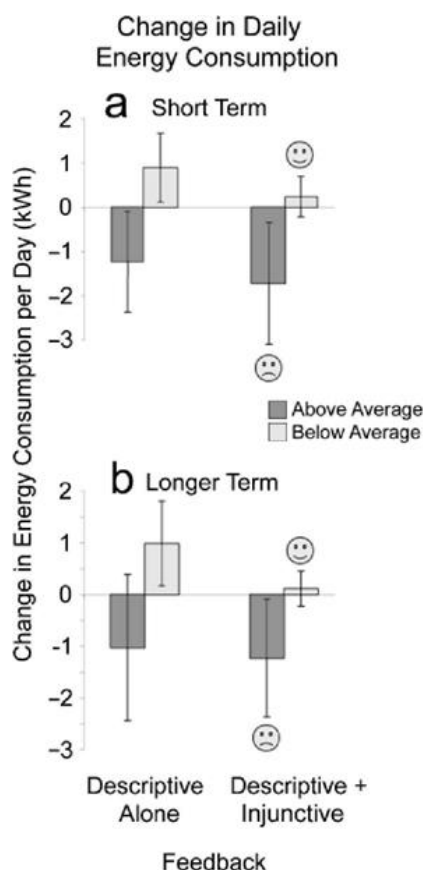 Change in Daily
Energy Consumption
a Short Term
2
1
0
−1
−2
−3
Above Average
Below Average
b Longer Term
2
1
0
−1
−2
−3
Change in Energy Consumption per Day (kWh)
Descriptive Alone
Descriptive + Injunctive
Feedback